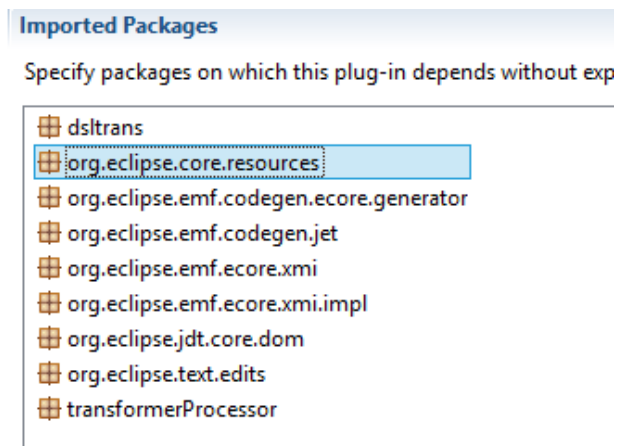 Imported Packages
Specify packages on which this plug-in depends without exp
dsltrans
org.eclipse.core.resources
org.eclipse.emf.codegen.ecore.generator
org.eclipse.emf.codegen.jet
org.eclipse.emf.ecore.xmi
org.eclipse.emf.ecore.xmi.impl
org.eclipse.jdt.core.dom
org.eclipse.text.edits
transformerProcessor